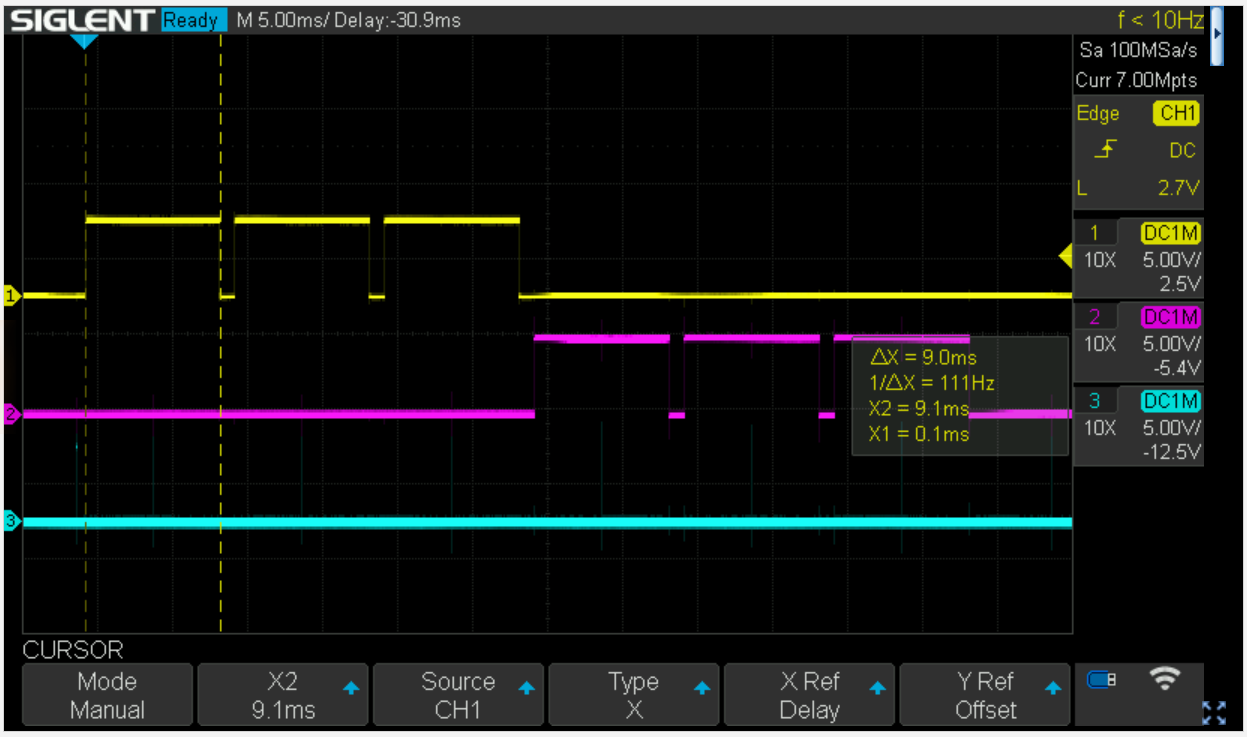 SIGLENT Ready M 5.00ms/ Delay:-30.9ms f < 10Hz
Sa 100MSa/s
Curr 7.00Mpts
Edge CH1
DC
L 2.7V
1 DC1M
10X 5.00V/
2.5V
2 DC1M
10X 5.00V/
-5.4V
3 DC1M
10X 5.00V/
-12.5V
1
2
3
ΔX = 9.0ms
1/ΔX = 111Hz
X2 = 9.1ms
X1 = 0.1ms
CURSOR
Mode
Manual
X2
9.1ms
Source
CH1
Type
X
X Ref
Delay
Y Ref
Offset